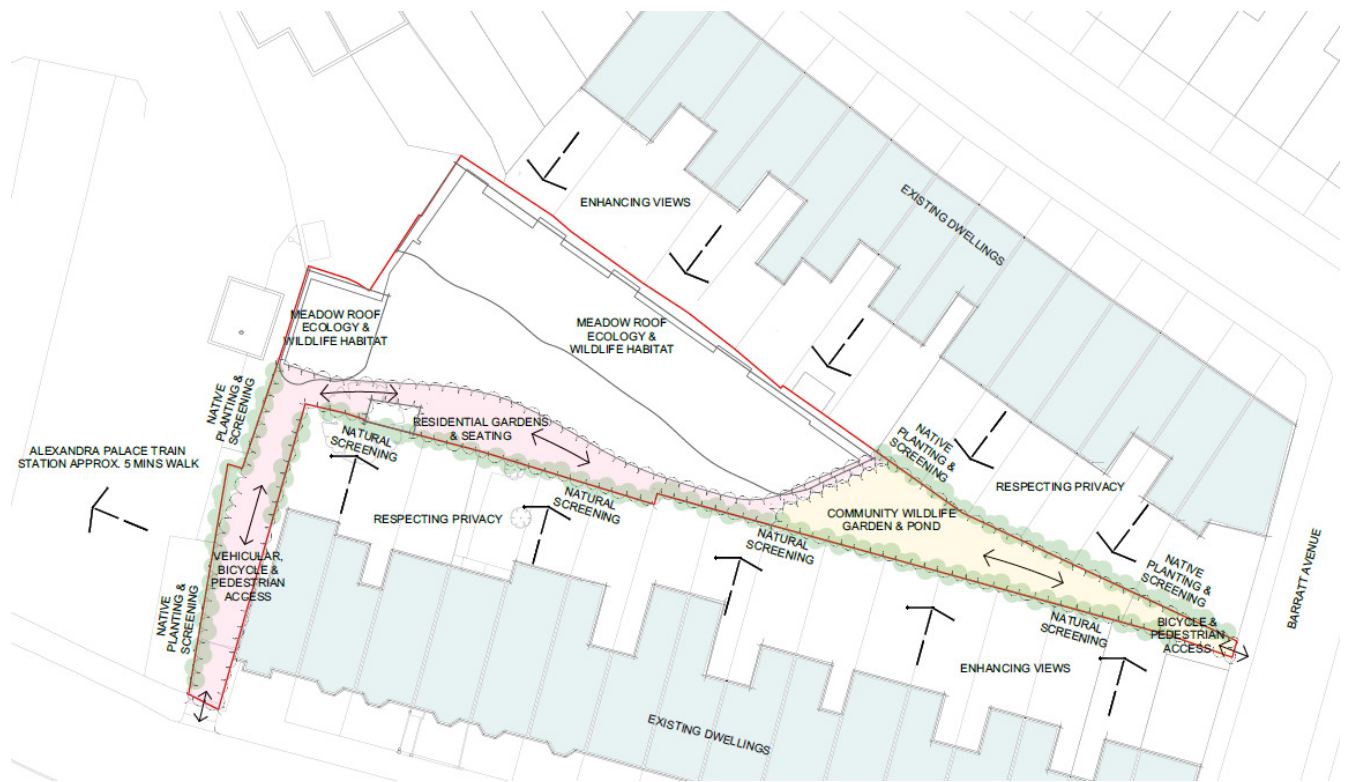 EXISTING DWELLINGS
ENHANCING VIEWS
MEADOW ROOF
ECOLOGY &
WILDLIFE HABITAT
MEADOW ROOF
ECOLOGY &
WILDLIFE HABITAT
NATIVE
PLANTING &
SCREENING
ALEXANDRA PALACE TRAIN
STATION APPROX. 5 MINS WALK
RESIDENTIAL GARDENS
& SEATING
NATURAL
SCREENING
NATIVE
PLANTING &
SCREENING
RESPECTING PRIVACY
RESPECTING PRIVACY
NATURAL
SCREENING
COMMUNITY WILDLIFE
GARDEN & POND
NATURAL
SCREENING
VEHICULAR,
BICYCLE &
PEDESTRIAN
ACCESS
NATIVE
PLANTING &
SCREENING
NATIVE
PLANTING &
SCREENING
BARRATT AVENUE
NATURAL
SCREENING
BICYCLE &
PEDESTRIAN
ACCESS
ENHANCING VIEWS
EXISTING DWELLINGS